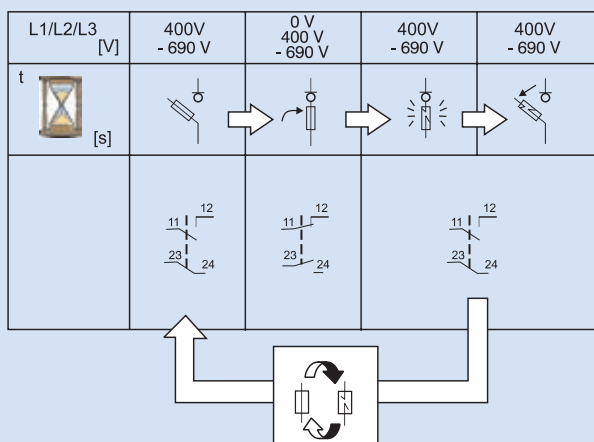 L1/L2/L3
[V]
400V
- 690 V
0 V
400 V
- 690 V
400V
- 690 V
400V
- 690 V
t
[s]
12
11
23
24
12
11
23
24
12
11
23
24